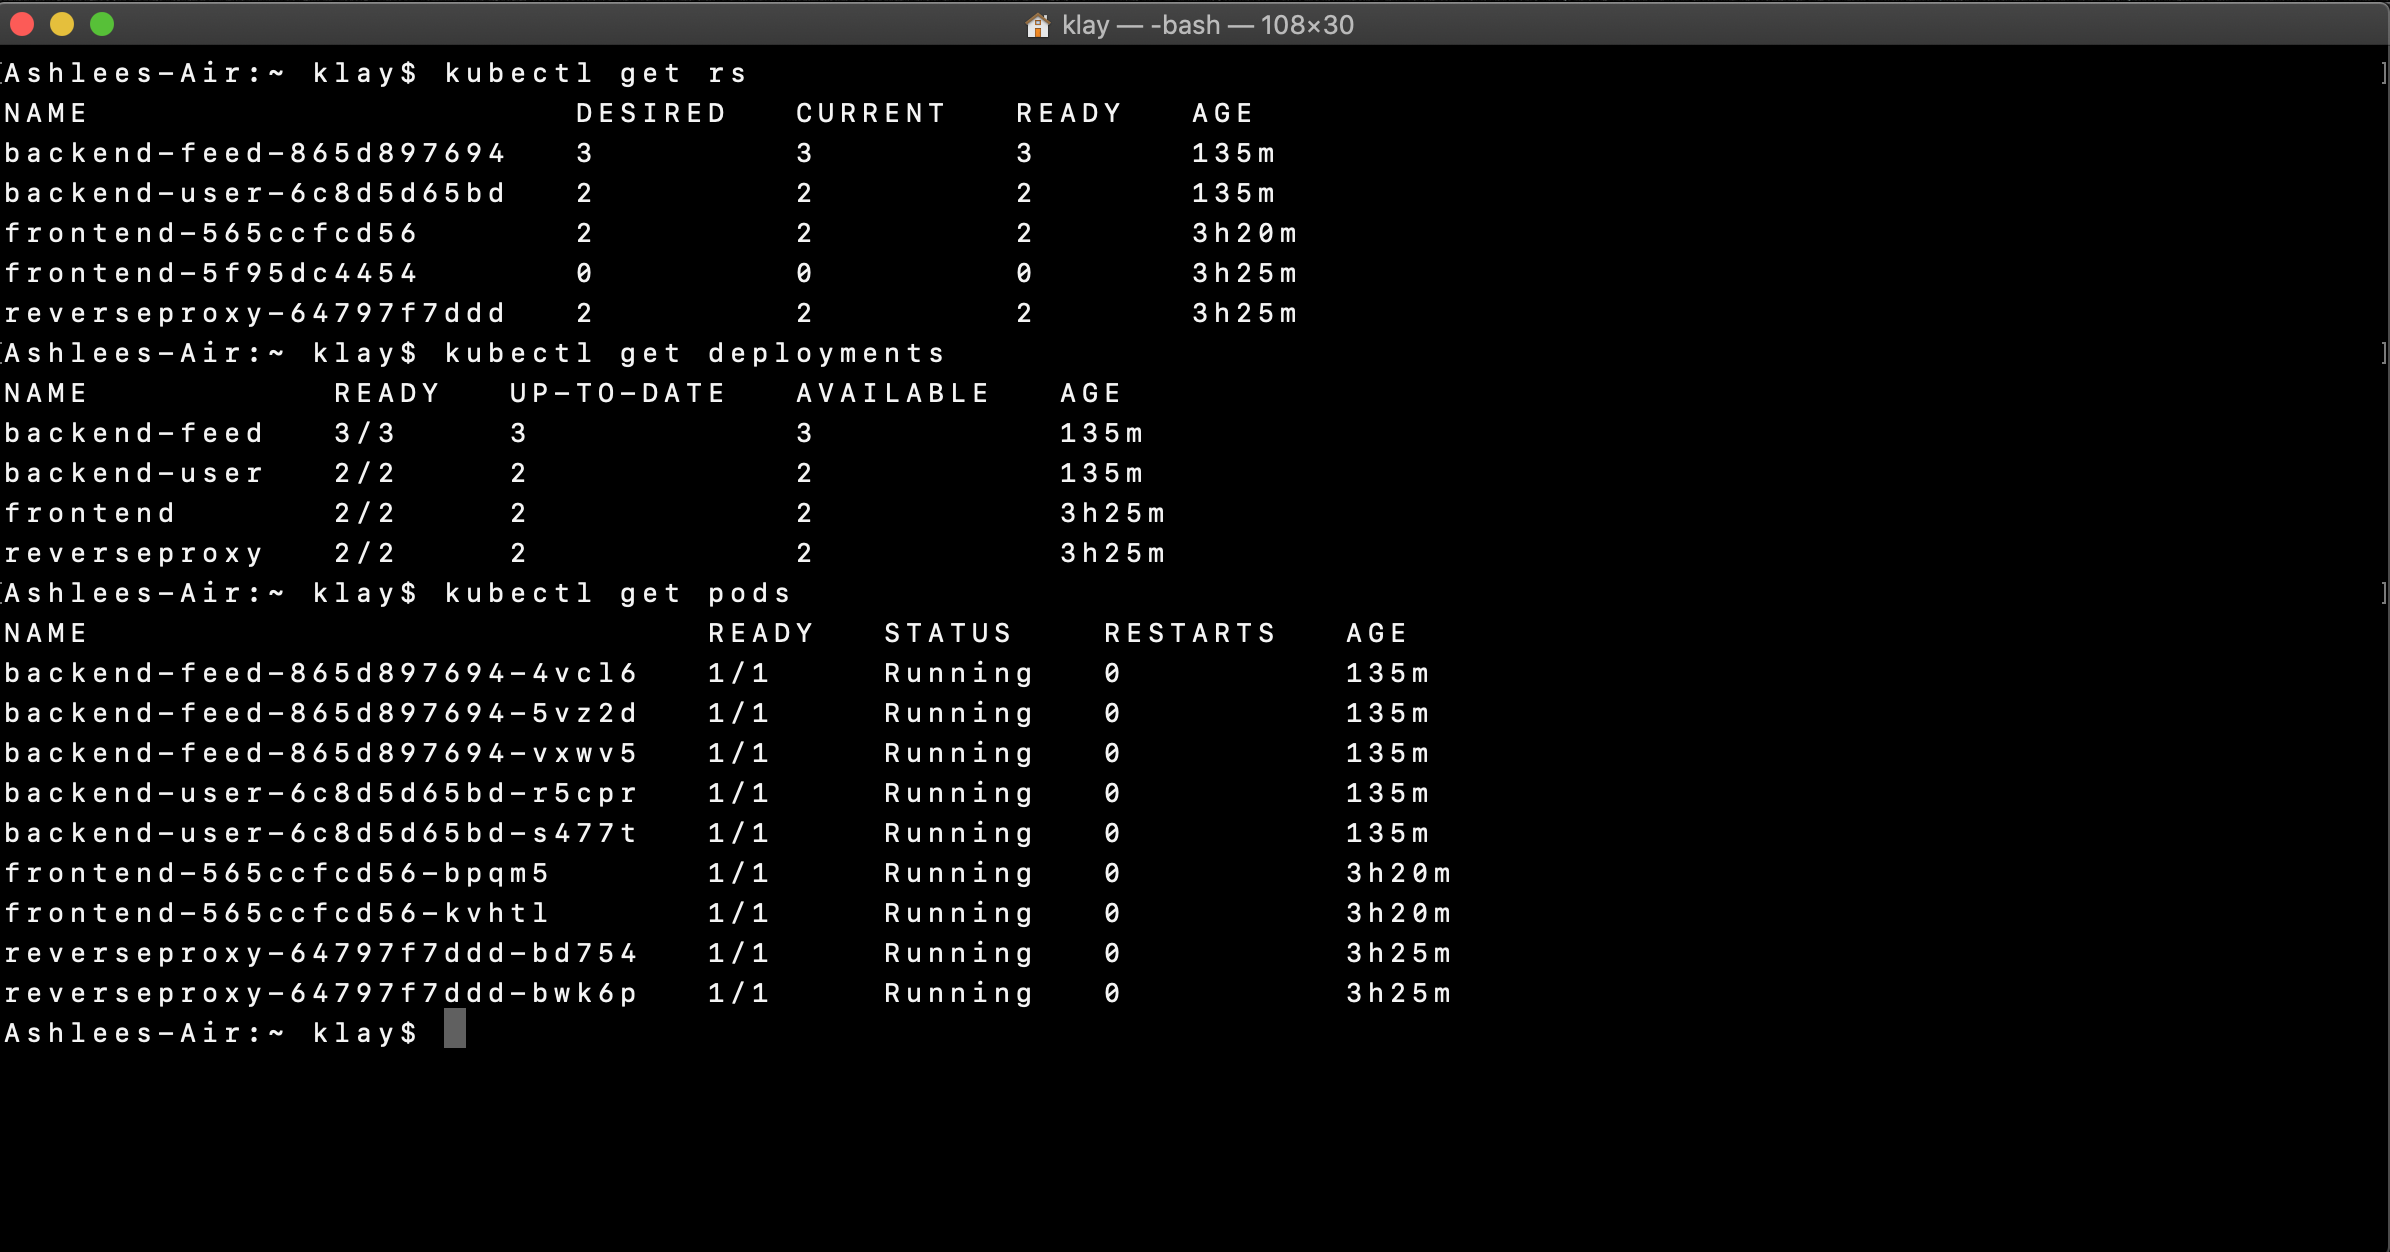 klay — -bash — 108×30
Ashlees-Air:~ klay$ kubectl get rs
NAME                      DESIRED   CURRENT   READY   AGE
backend-feed-865d897694   3         3         3       135m
backend-user-6c8d5d65bd   2         2         2       135m
frontend-565ccfcd56       2         2         2       3h20m
frontend-5f95dc4454       0         0         0       3h25m
reverseproxy-64797f7ddd   2         2         2       3h25m
Ashlees-Air:~ klay$ kubectl get deployments
NAME           READY   UP-TO-DATE   AVAILABLE   AGE
backend-feed   3/3     3            3           135m
backend-user   2/2     2            2           135m
frontend       2/2     2            2           3h25m
reverseproxy   2/2     2            2           3h25m
Ashlees-Air:~ klay$ kubectl get pods
NAME                            READY   STATUS    RESTARTS   AGE
backend-feed-865d897694-4vcl6   1/1     Running   0          135m
backend-feed-865d897694-5vz2d   1/1     Running   0          135m
backend-feed-865d897694-vxwv5   1/1     Running   0          135m
backend-user-6c8d5d65bd-r5cpr   1/1     Running   0          135m
backend-user-6c8d5d65bd-s477t   1/1     Running   0          135m
frontend-565ccfcd56-bpqm5       1/1     Running   0          3h20m
frontend-565ccfcd56-kvhtl       1/1     Running   0          3h20m
reverseproxy-64797f7ddd-bd754   1/1     Running   0          3h25m
reverseproxy-64797f7ddd-bwk6p   1/1     Running   0          3h25m
Ashlees-Air:~ klay$